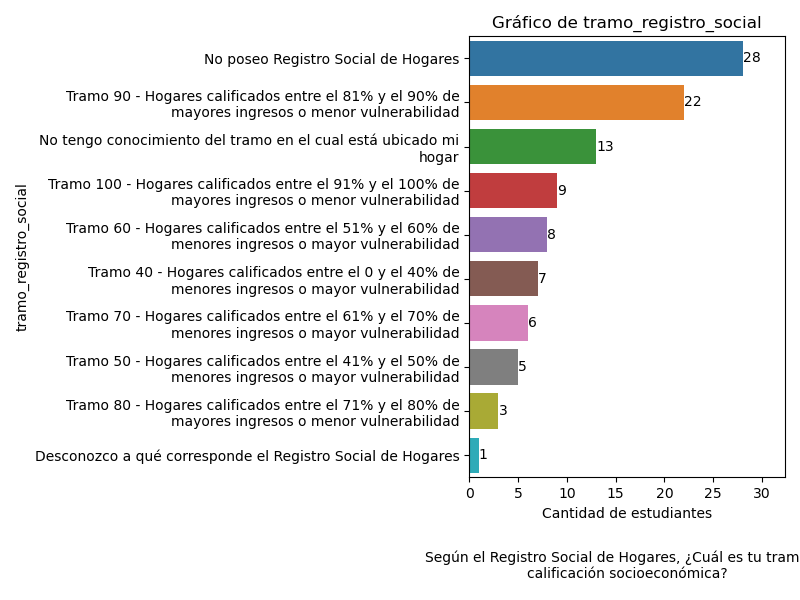 Gráfico de tramo_registro_social
tramo_registro_social
No poseo Registro Social de Hogares
28
Tramo 90 - Hogares calificados entre el 81% y el 90% de
mayores ingresos o menor vulnerabilidad
22
No tengo conocimiento del tramo en el cual está ubicado mi
hogar
13
Tramo 100 - Hogares calificados entre el 91% y el 100% de
mayores ingresos o menor vulnerabilidad
9
Tramo 60 - Hogares calificados entre el 51% y el 60% de
menores ingresos o mayor vulnerabilidad
8
Tramo 40 - Hogares calificados entre el 0 y el 40% de
menores ingresos o mayor vulnerabilidad
7
Tramo 70 - Hogares calificados entre el 61% y el 70% de
menores ingresos o mayor vulnerabilidad
6
Tramo 50 - Hogares calificados entre el 41% y el 50% de
menores ingresos o mayor vulnerabilidad
5
Tramo 80 - Hogares calificados entre el 71% y el 80% de
mayores ingresos o menor vulnerabilidad
3
Desconozco a qué corresponde el Registro Social de Hogares
1
0 5 10 15 20 25 30
Cantidad de estudiantes
Según el Registro Social de Hogares, ¿Cuál es tu tram
calificación socioeconómica?